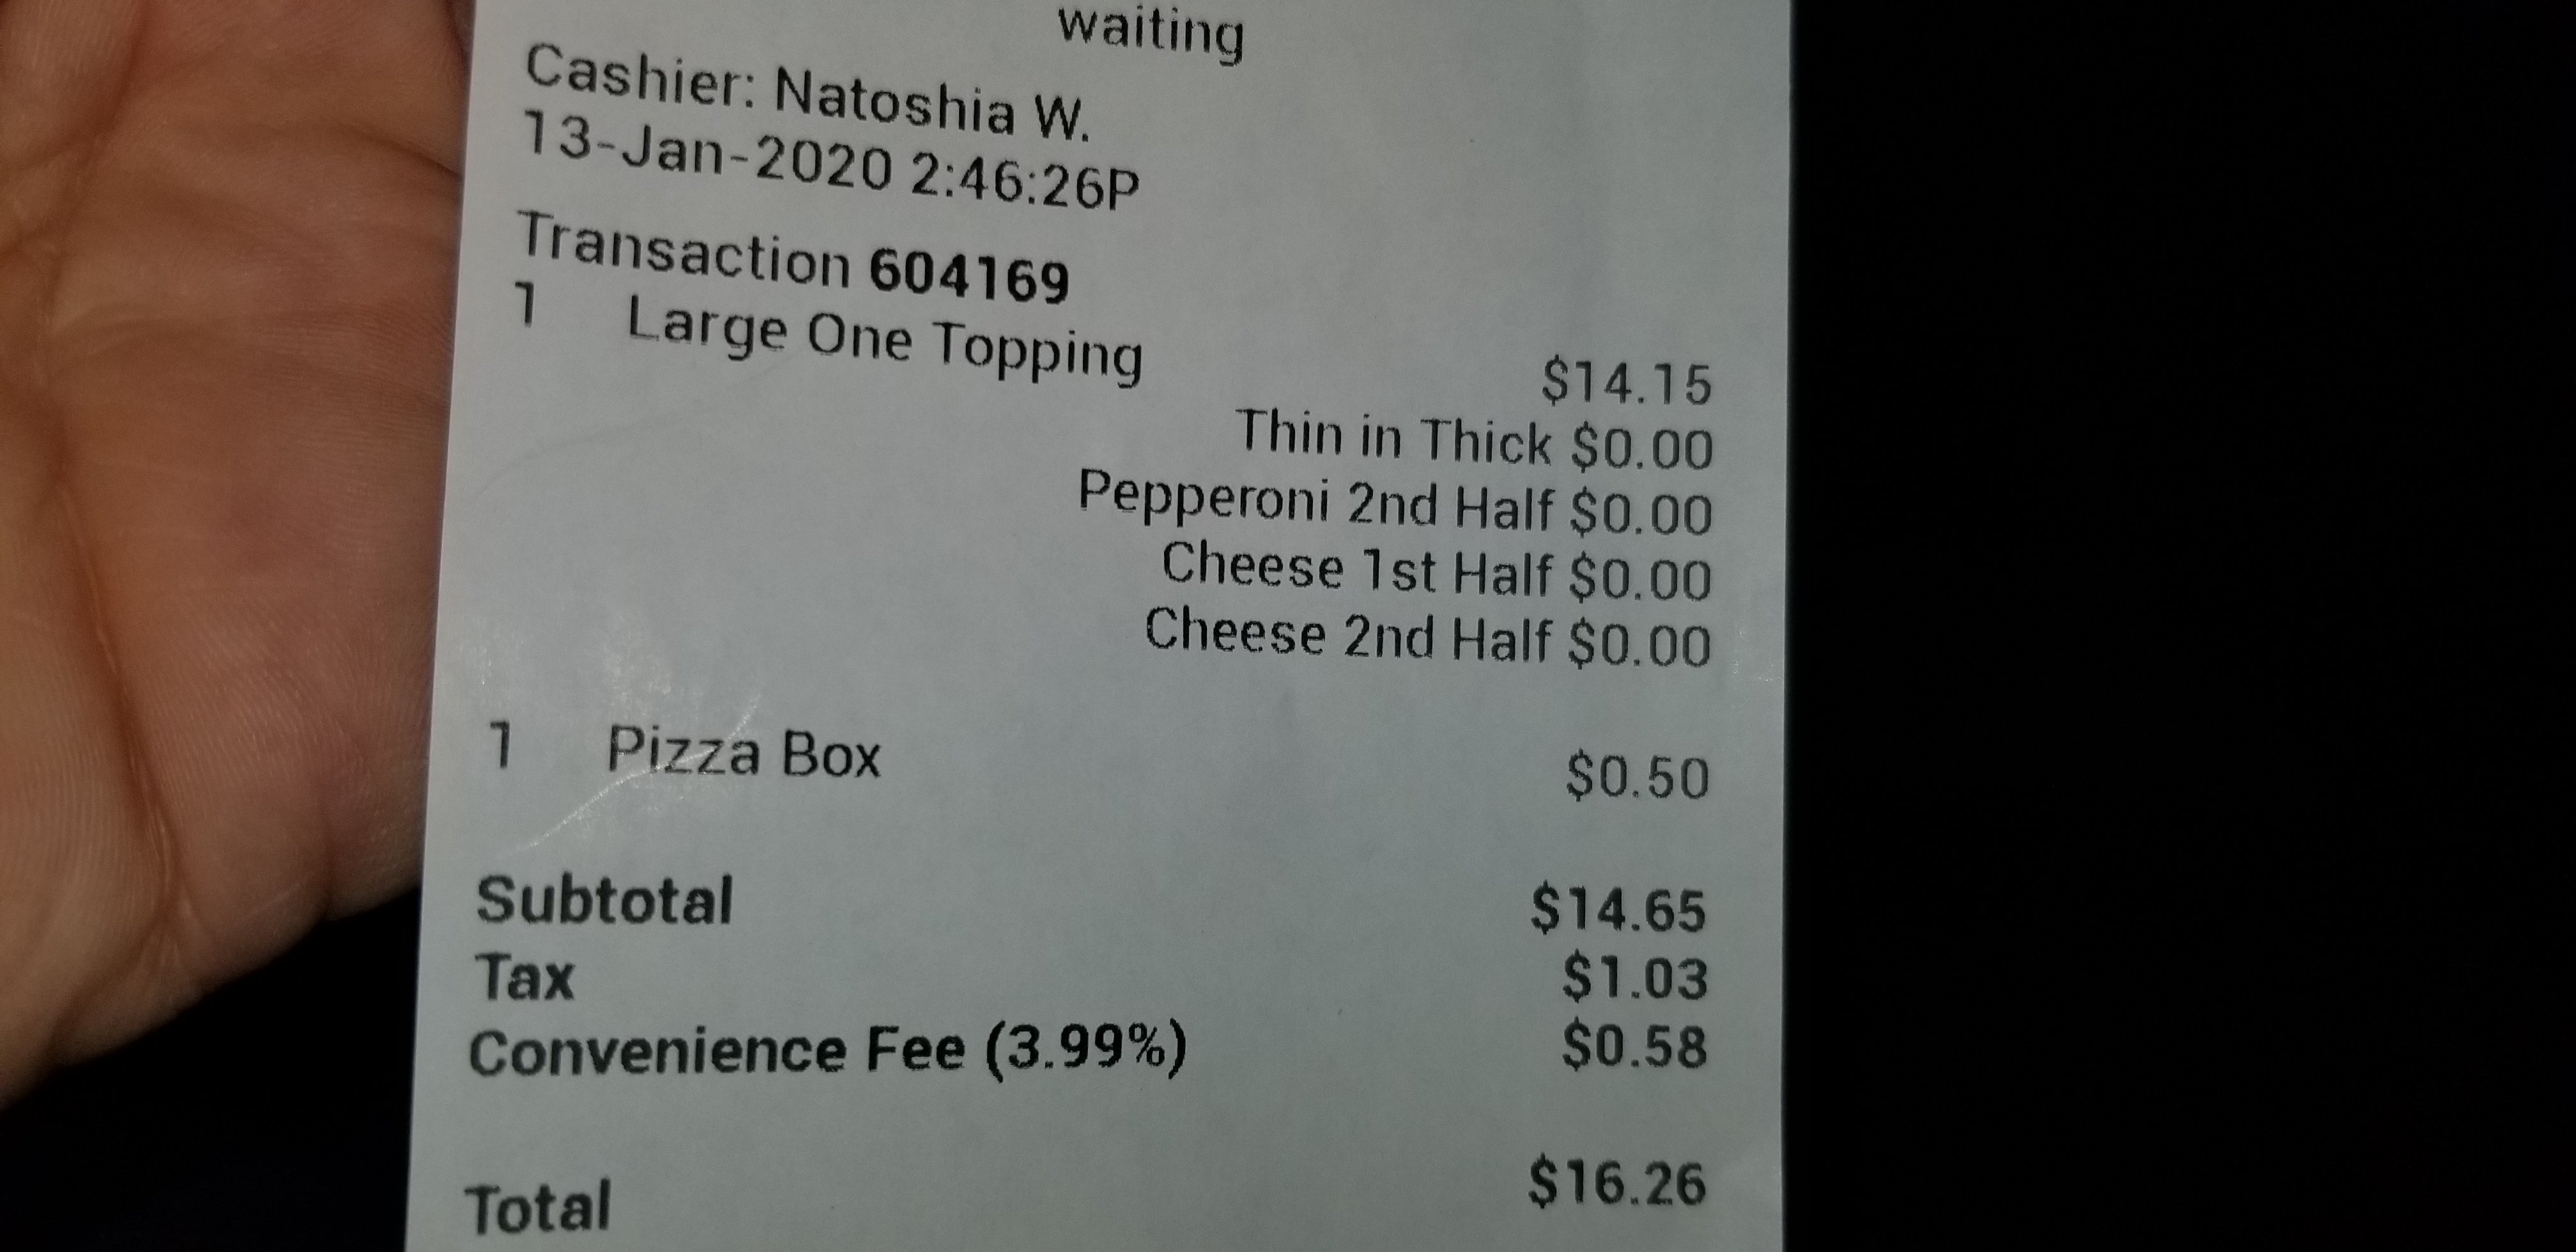 waiting
Cashier: Natoshia W.
13-Jan-2020 2:46:26P
Transaction 604169
1 Large One Topping $14.15
Thin in Thick $0.00
Pepperoni 2nd Half $0.00
Cheese 1st Half $0.00
Cheese 2nd Half $0.00
1 Pizza Box $0.50
Subtotal $14.65
Tax $1.03
Convenience Fee (3.99%) $0.58
Total $16.26